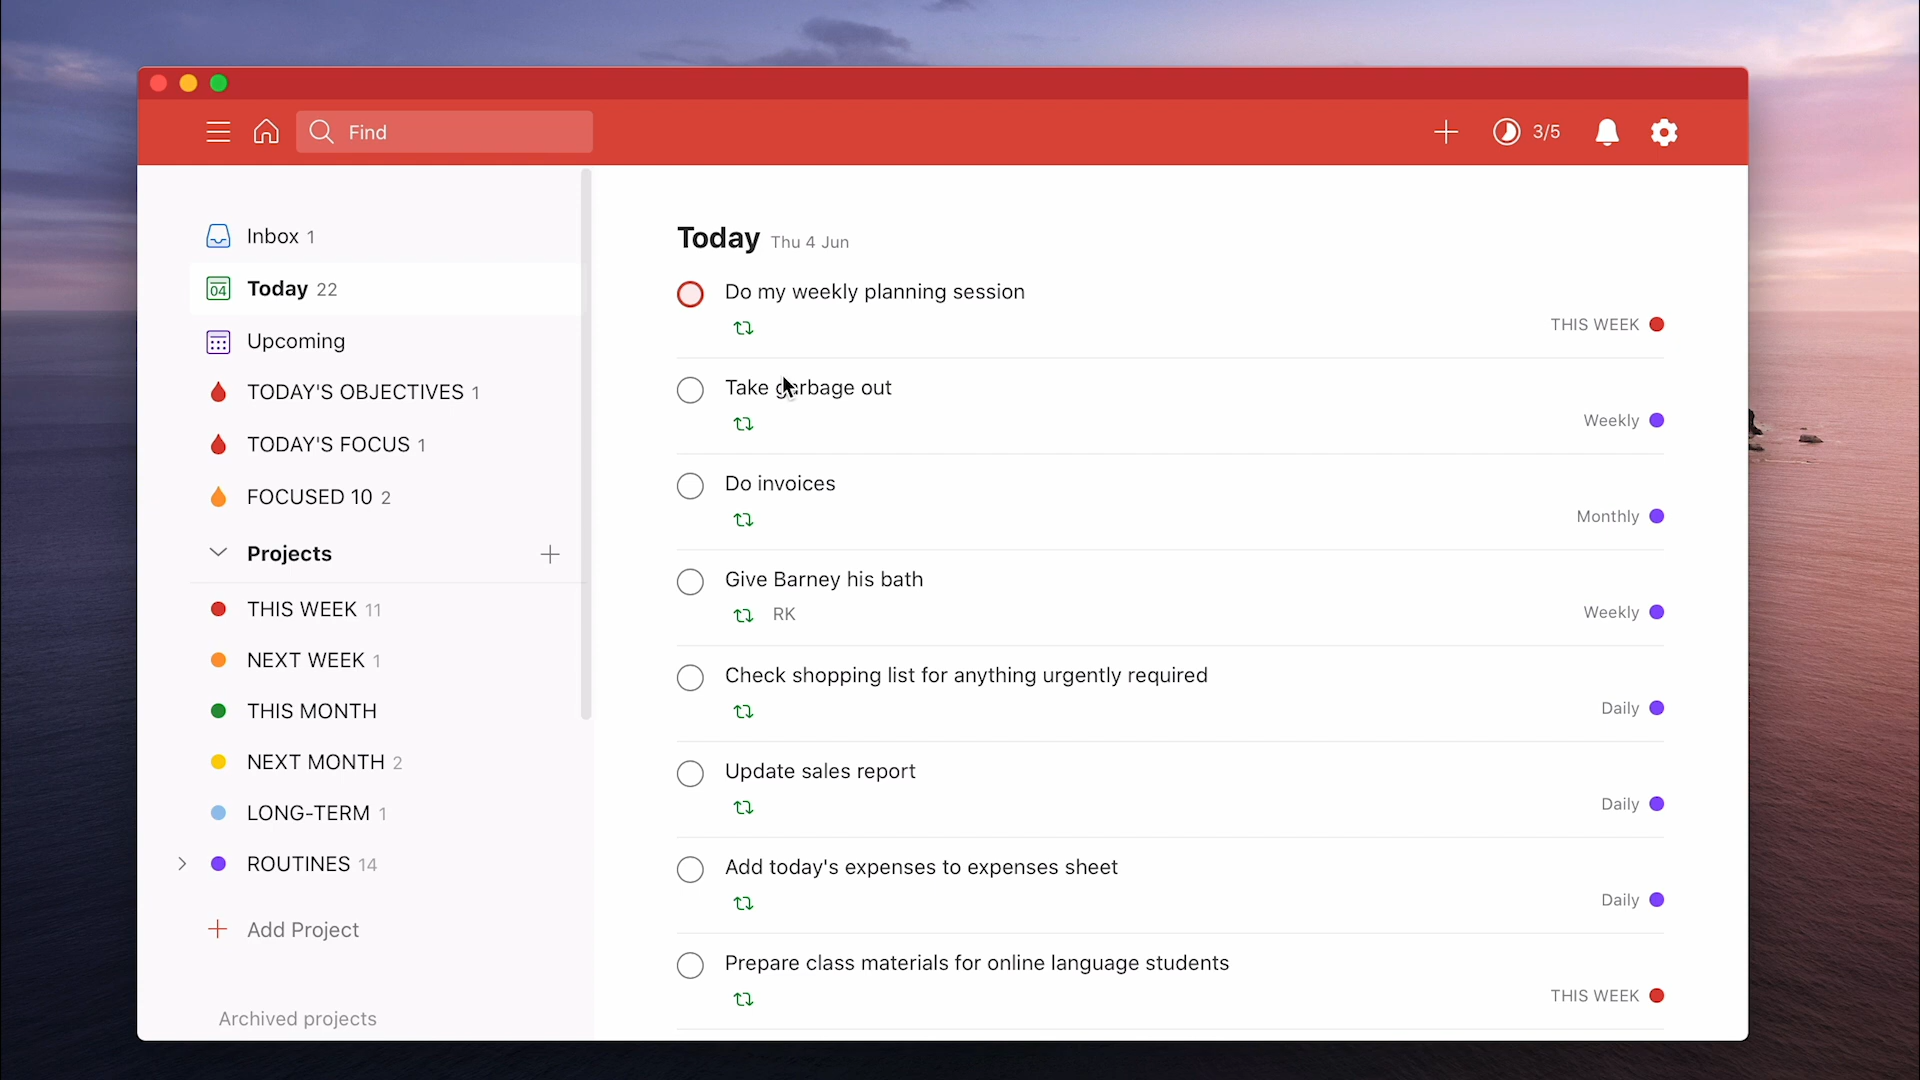 Find
3/5
Inbox 1
04 Today 22
Upcoming
TODAY'S OBJECTIVES 1
TODAY'S FOCUS 1
FOCUSED 10 2
Projects
THIS WEEK 11
NEXT WEEK 1
THIS MONTH
NEXT MONTH 2
LONG-TERM 1
ROUTINES 14
Add Project
Archived projects
Today Thu 4 Jun
Do my weekly planning session
THIS WEEK
Take garbage out
Weekly
Do invoices
Monthly
Give Barney his bath
RK
Weekly
Check shopping list for anything urgently required
Daily
Update sales report
Daily
Add today's expenses to expenses sheet
Daily
Prepare class materials for online language students
THIS WEEK